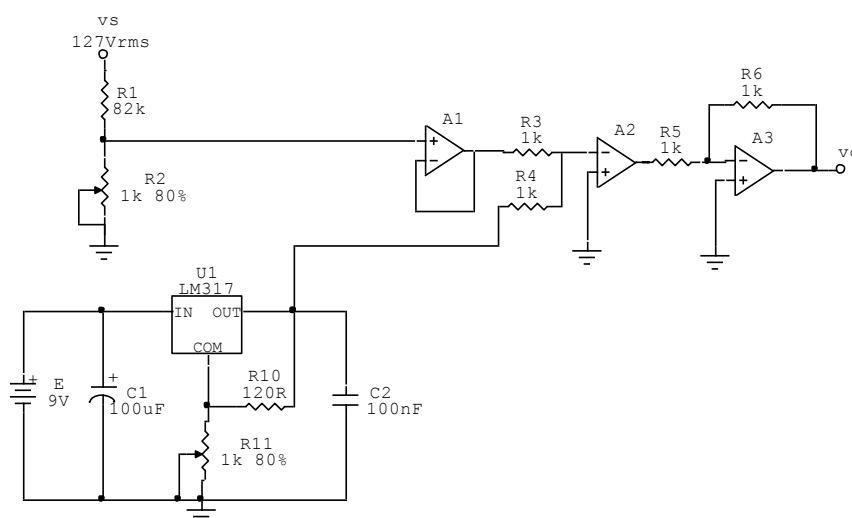 vs
127Vrms
R1
82k
R2
1k 80%
A1
+
−
R3
1k
R4
1k
A2
−
+
R5
1k
R6
1k
A3
−
+
U1
LM317
IN OUT
COM
+
E
9V
+
C1
100uF
R10
120R
C2
100nF
R11
1k 80%